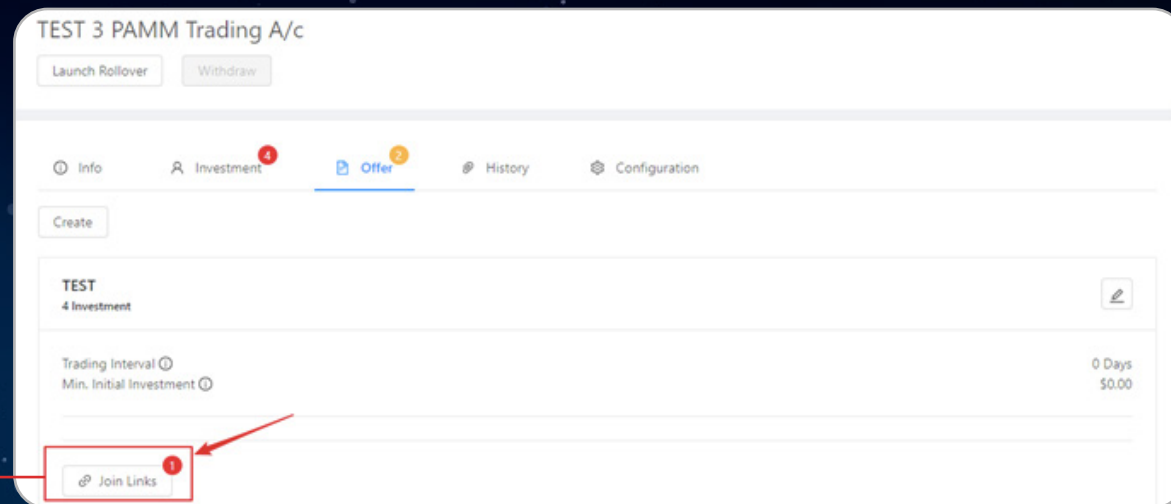 TEST 3 PAMM Trading A/c
Launch Rollover Withdraw
Info Investment 4 Offer 2 History Configuration
Create
TEST
4 Investment
Trading Interval 0 Days
Min. Initial Investment $0.00
Join Links 1